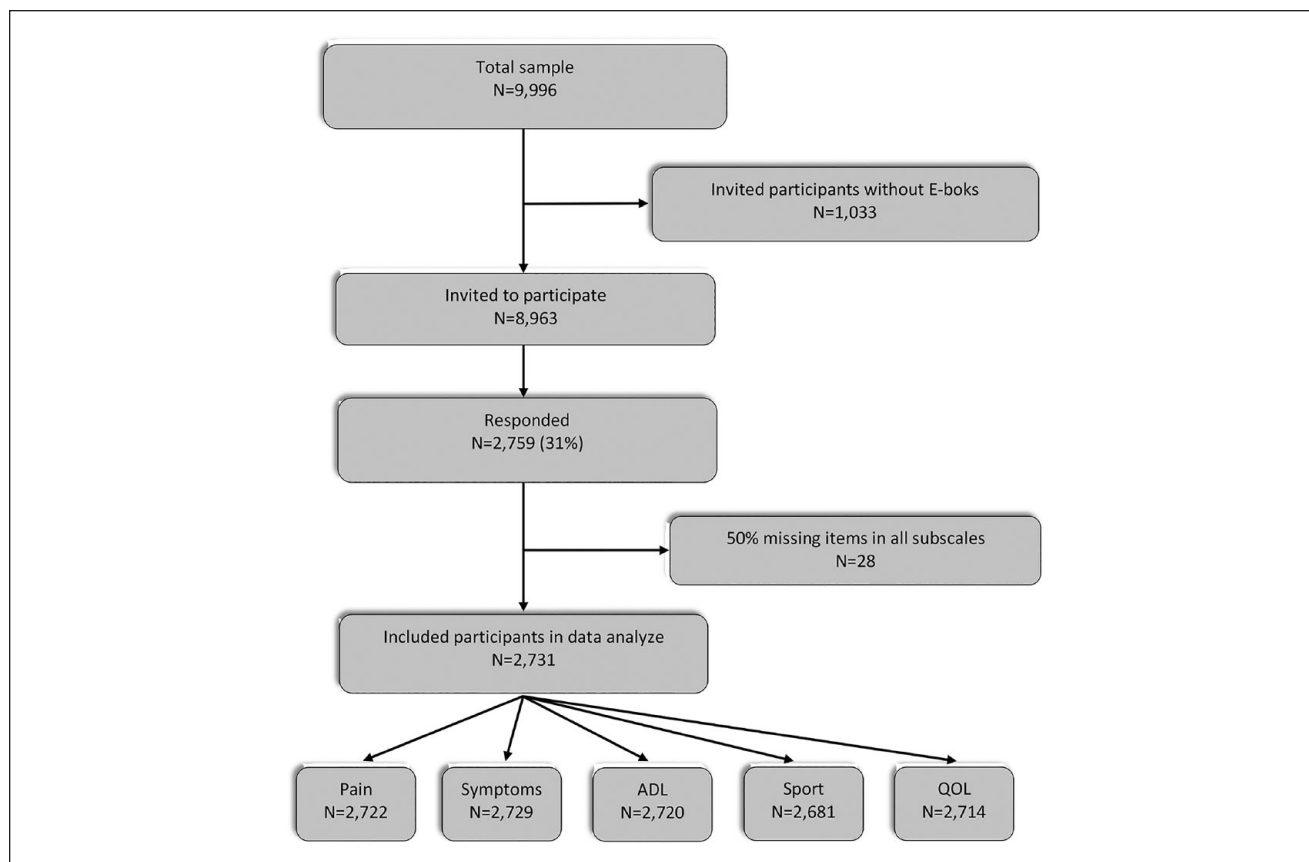 Total sample
N=9,996
Invited participants without E-boks
N=1,033
Invited to participate
N=8,963
Responded
N=2,759 (31%)
50% missing items in all subscales
N=28
Included participants in data analyze
N=2,731
Pain
N=2,722
Symptoms
N=2,729
ADL
N=2,720
Sport
N=2,681
QOL
N=2,714